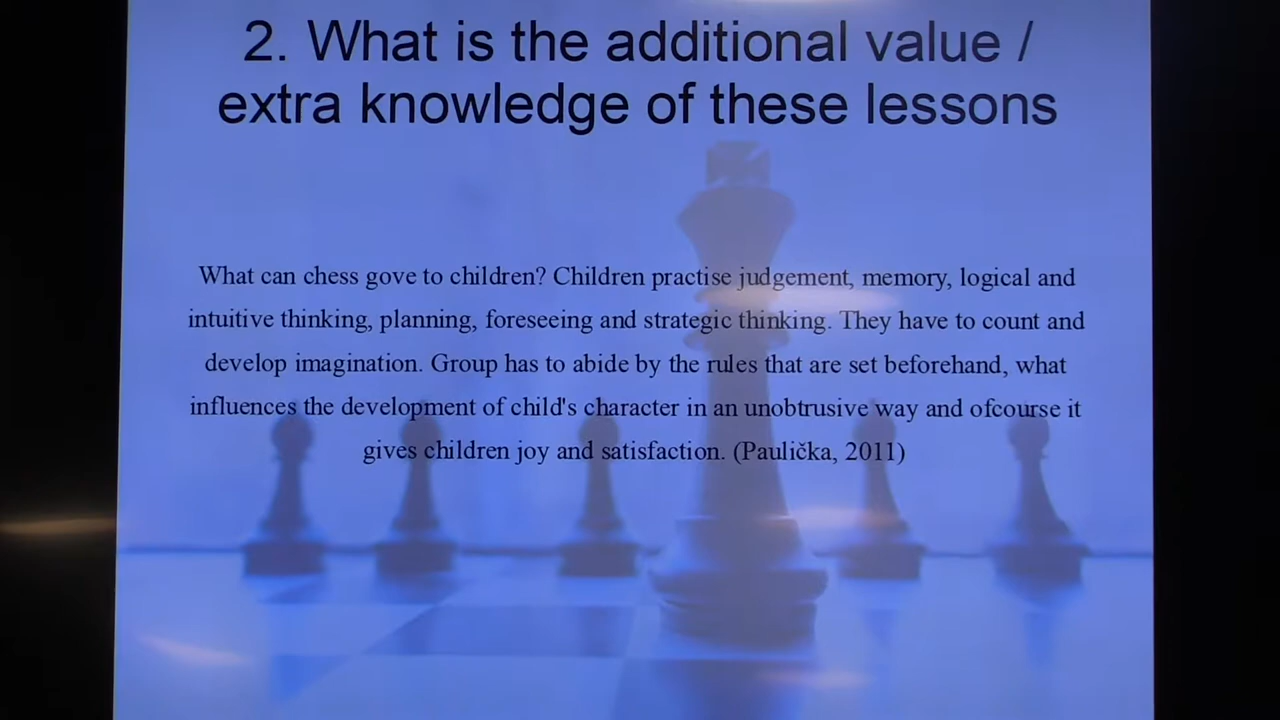 2. What is the additional value /
extra knowledge of these lessons
What can chess gove to children? Children practise judgement, memory, logical and
intuitive thinking, planning, foreseeing and strategic thinking. They have to count and
develop imagination. Group has to abide by the rules that are set beforehand, what
influences the development of child's character in an unobtrusive way and ofcourse it
gives children joy and satisfaction. (Paulička, 2011)